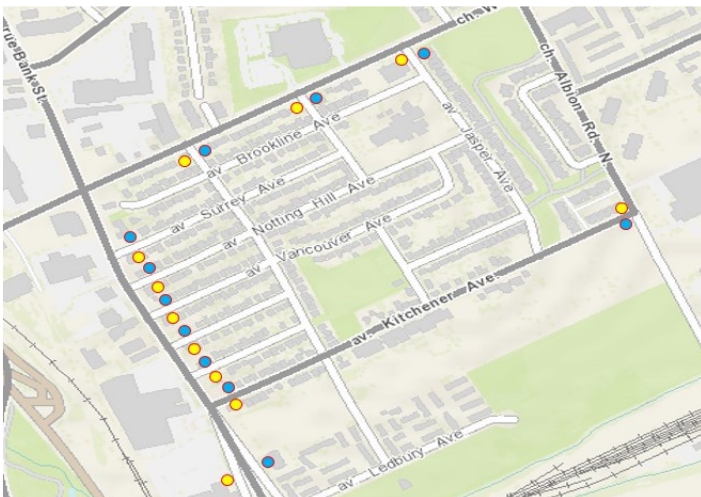 rue Bank St.
ch. W
ch. Albion Rd. N.
av Brookline Ave
av Jasper Ave
av Surrey Ave
av Notting Hill Ave
av Vancouver Ave
av. Kitchener Ave.
av Ledbury Ave